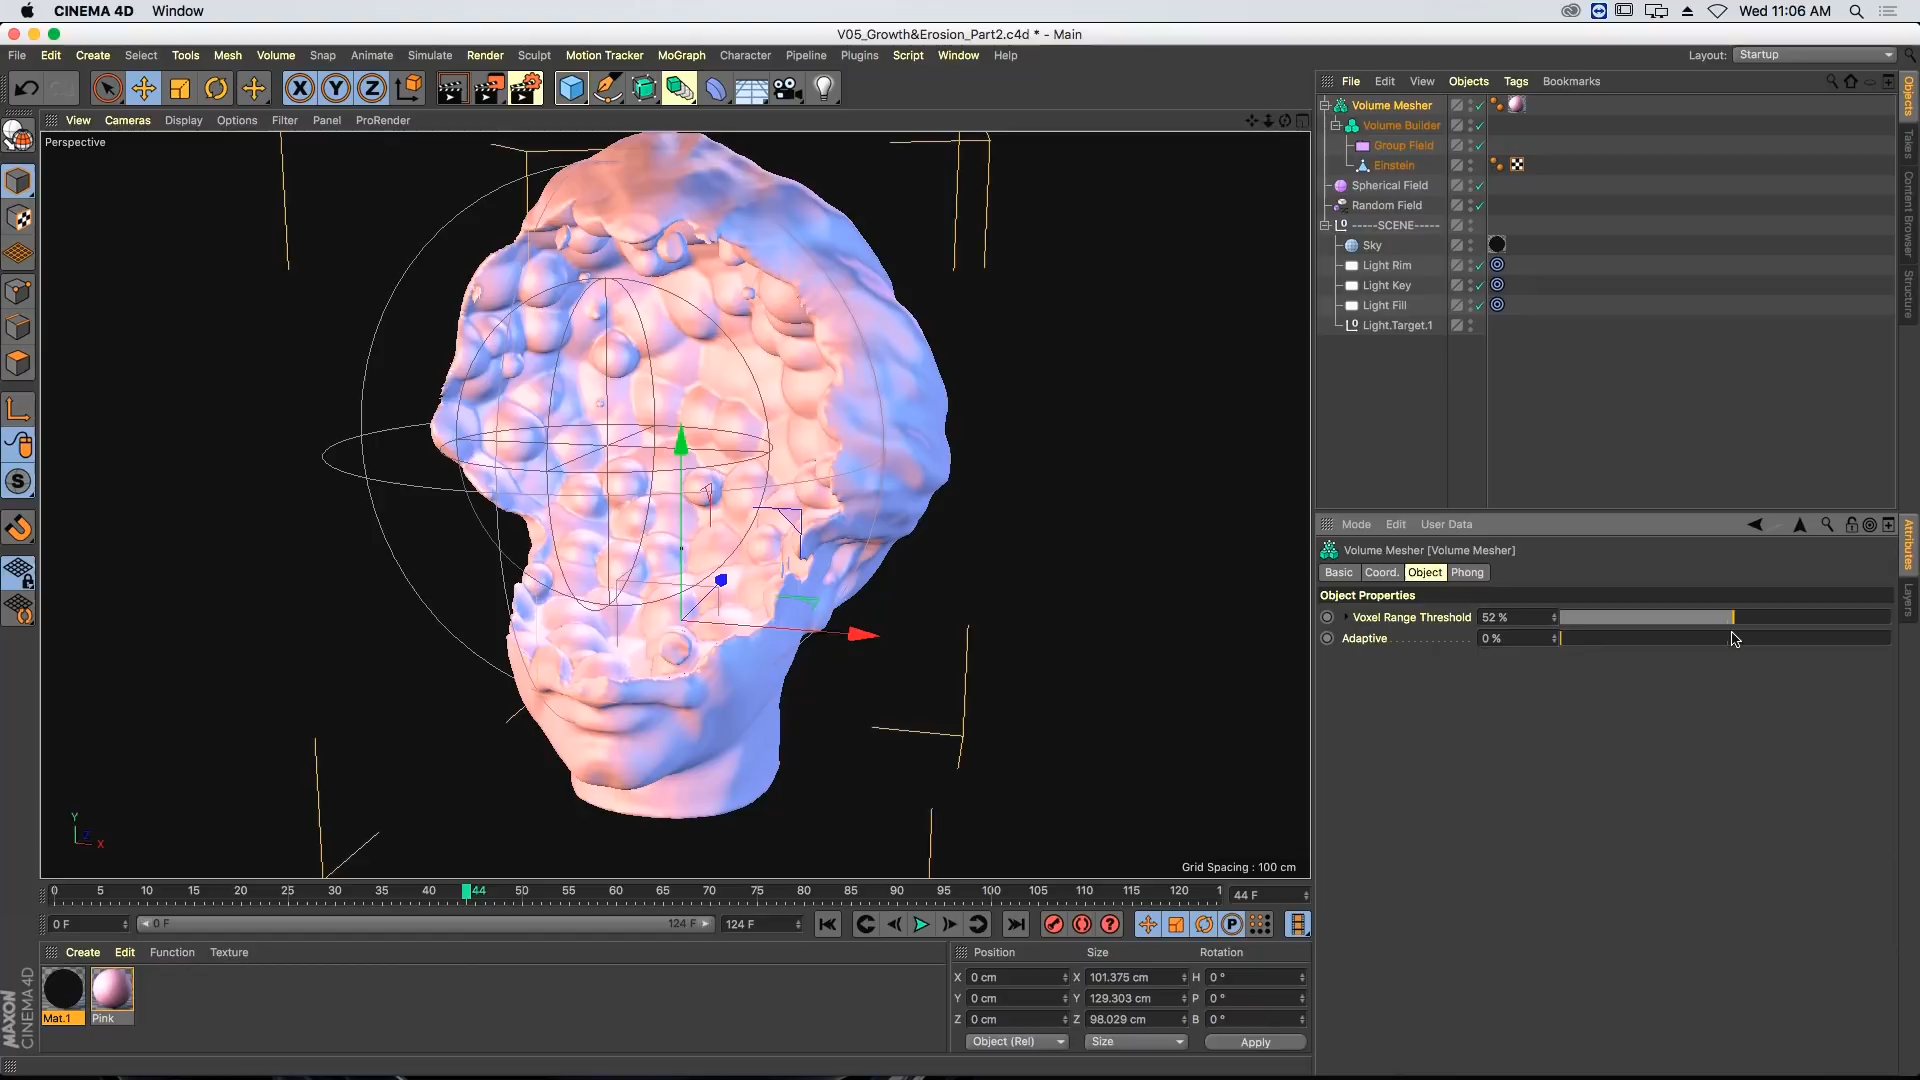 CINEMA 4D Window
Wed 11:06 AM
V05_Growth&Erosion_Part2.c4d * - Main
File Edit Create Select Tools Mesh Volume Snap Animate Simulate Render Sculpt Motion Tracker MoGraph Character Pipeline Plugins Script Window Help
Layout: Startup
X Y Z
File Edit View Objects Tags Bookmarks
View Cameras Display Options Filter Panel ProRender
Perspective
Volume Mesher
Volume Builder
Group Field
Einstein
Spherical Field
Random Field
-----SCENE-----
Sky
Light Rim
Light Key
Light Fill
Light.Target.1
Objects
Takes
Content Browser
Structure
Mode Edit User Data
Volume Mesher [Volume Mesher]
Basic Coord. Object Phong
Object Properties
Voxel Range Threshold 52 %
Adaptive 0 %
Attributes
Layers
Y
Z
X
Grid Spacing : 100 cm
0 5 10 15 20 25 30 35 40 44 50 55 60 65 70 75 80 85 90 95 100 105 110 115 120 1
44 F
0 F 0 F 124 F 124 F
Create Edit Function Texture
Mat.1 Pink
Position Size Rotation
X 0 cm X 101.375 cm H 0 °
Y 0 cm Y 129.303 cm P 0 °
Z 0 cm Z 98.029 cm B 0 °
Object (Rel) Size Apply
MAXON
CINEMA 4D